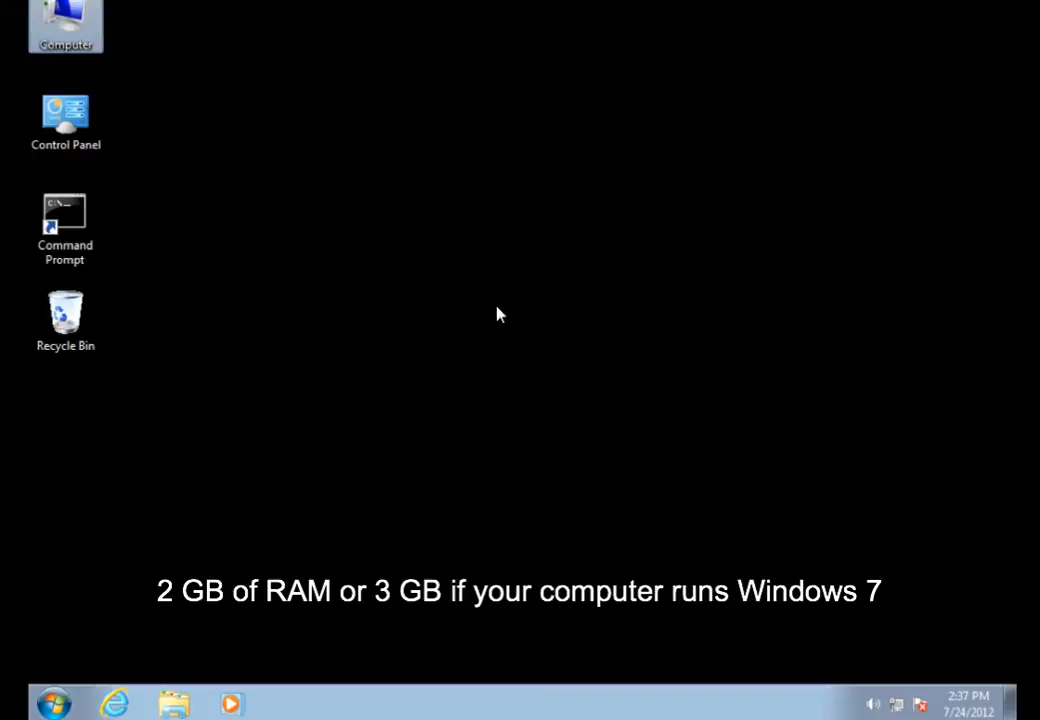 Computer
Control Panel
C:\_
Command
Prompt
Recycle Bin
2 GB of RAM or 3 GB if your computer runs Windows 7
2:37 PM
7/24/2012